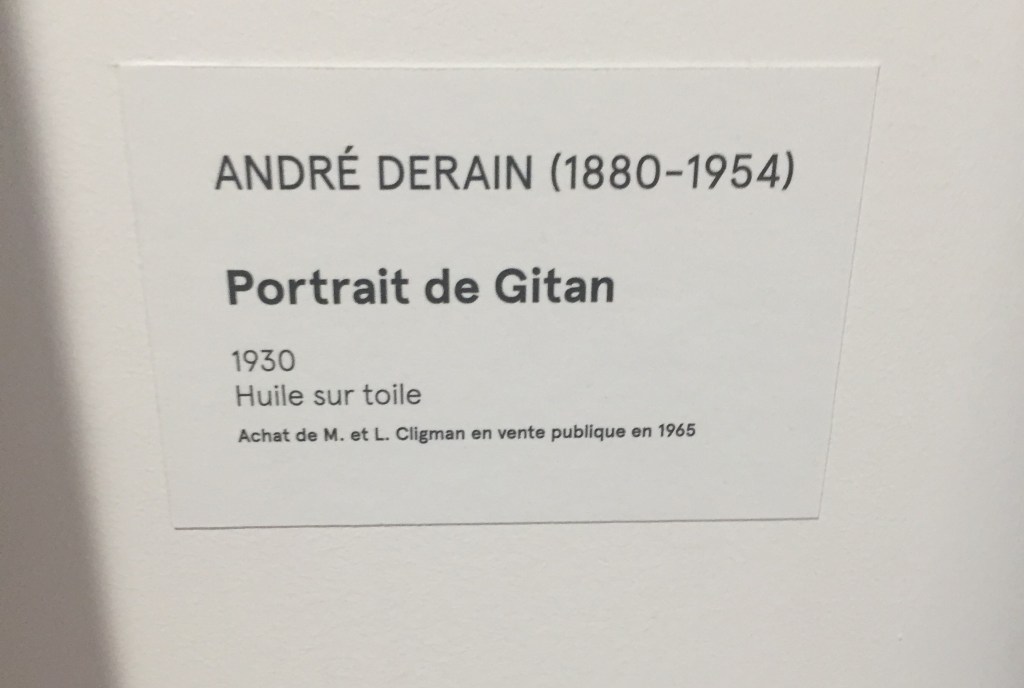 ANDRÉ DERAIN (1880-1954)
Portrait de Gitan
1930
Huile sur toile
Achat de M. et L. Cligman en vente publique en 1965